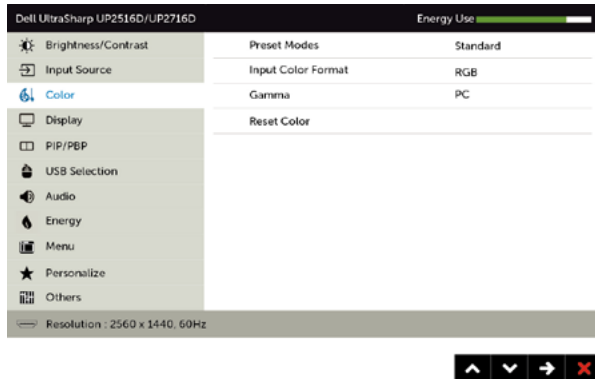 Dell UltraSharp UP2516D/UP2716D Energy Use
Brightness/Contrast
Input Source
Color
Display
PIP/PBP
USB Selection
Audio
Energy
Menu
Personalize
Others
Preset Modes Standard
Input Color Format RGB
Gamma PC
Reset Color
Resolution : 2560 x 1440, 60Hz